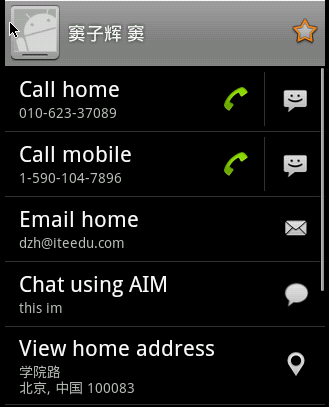 窦子辉 窦
Call home
010-623-37089
Call mobile
1-590-104-7896
Email home
dzh@iteedu.com
Chat using AIM
this im
View home address
学院路
北京, 中国 100083